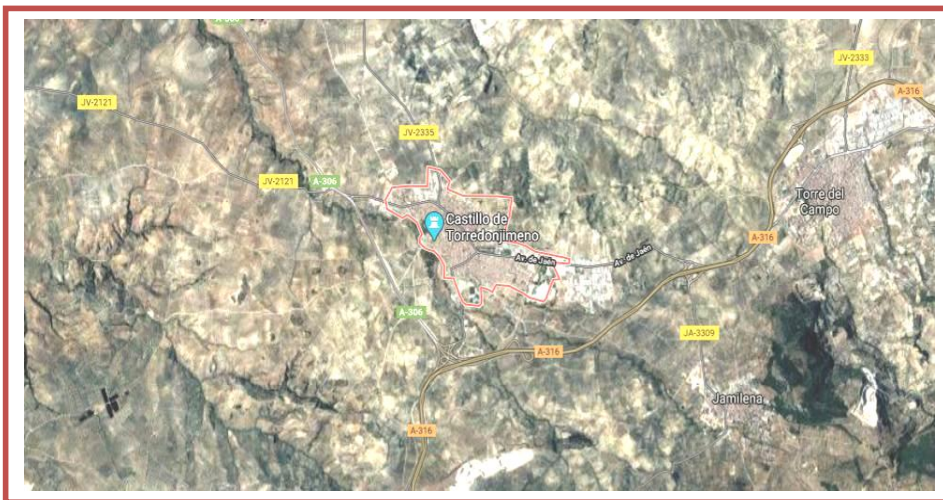 A-306
JV-2333
A-316
JV-2121
JV-2335
JV-2121
A-306
Torre del
Campo
Castillo de
Torredonjimeno
A-316
Av. de Jaén
Av. de Jaén
A-306
JA-3309
A-316
Jamilena
A-316